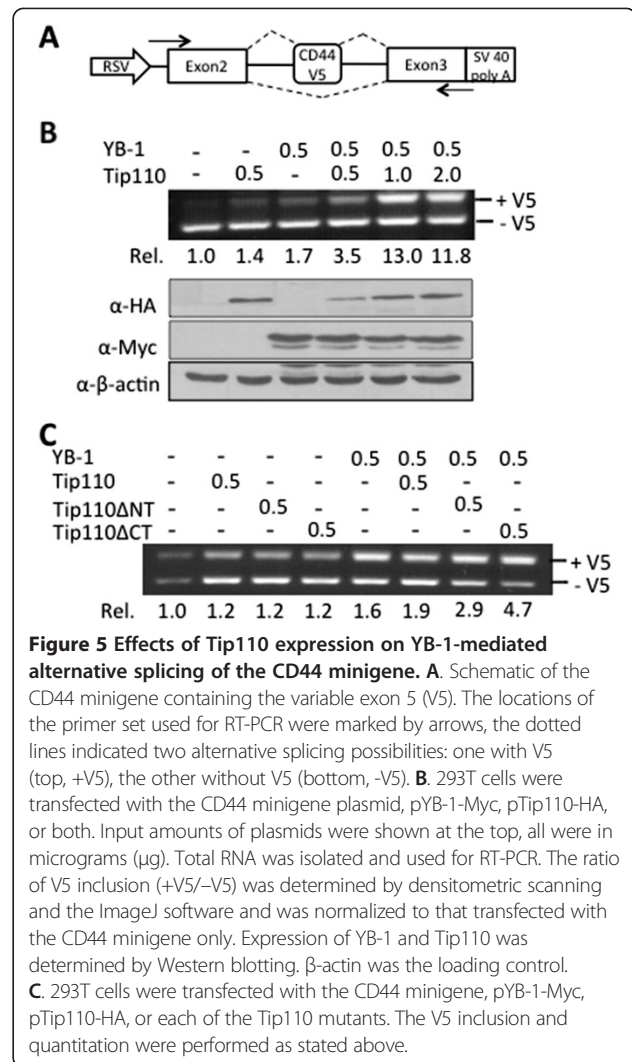 A
RSV
Exon2
CD44
V5
Exon3
SV 40
poly A
B
YB-1 - - 0.5 0.5 0.5 0.5
Tip110 - 0.5 - 0.5 1.0 2.0
+ V5
- V5
Rel. 1.0 1.4 1.7 3.5 13.0 11.8
α-HA
α-Myc
α-β-actin
C
YB-1 - - - - 0.5 0.5 0.5 0.5
Tip110 - 0.5 - - - 0.5 - -
Tip110ΔNT - - 0.5 - - - 0.5 -
Tip110ΔCT - - - 0.5 - - - 0.5
+ V5
- V5
Rel. 1.0 1.2 1.2 1.2 1.6 1.9 2.9 4.7
Figure 5 Effects of Tip110 expression on YB-1-mediated
alternative splicing of the CD44 minigene. A. Schematic of the
CD44 minigene containing the variable exon 5 (V5). The locations of
the primer set used for RT-PCR were marked by arrows, the dotted
lines indicated two alternative splicing possibilities: one with V5
(top, +V5), the other without V5 (bottom, -V5). B. 293T cells were
transfected with the CD44 minigene plasmid, pYB-1-Myc, pTip110-HA,
or both. Input amounts of plasmids were shown at the top, all were in
micrograms (μg). Total RNA was isolated and used for RT-PCR. The ratio
of V5 inclusion (+V5/–V5) was determined by densitometric scanning
and the ImageJ software and was normalized to that transfected with
the CD44 minigene only. Expression of YB-1 and Tip110 was
determined by Western blotting. β-actin was the loading control.
C. 293T cells were transfected with the CD44 minigene, pYB-1-Myc,
pTip110-HA, or each of the Tip110 mutants. The V5 inclusion and
quantitation were performed as stated above.